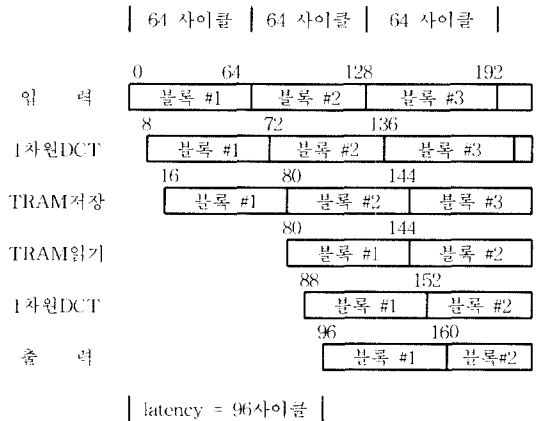 64 사이클 64 사이클 64 사이클
0 64 128 192
입 력 블록 #1 블록 #2 블록 #3
8 72 136
1차원DCT 블록 #1 블록 #2 블록 #3
16 80 144
TRAM저장 블록 #1 블록 #2 블록 #3
80 144
TRAM읽기 블록 #1 블록 #2
88 152
1차원DCT 블록 #1 블록 #2
96 160
출 력 블록 #1 블록#2
latency = 96사이클